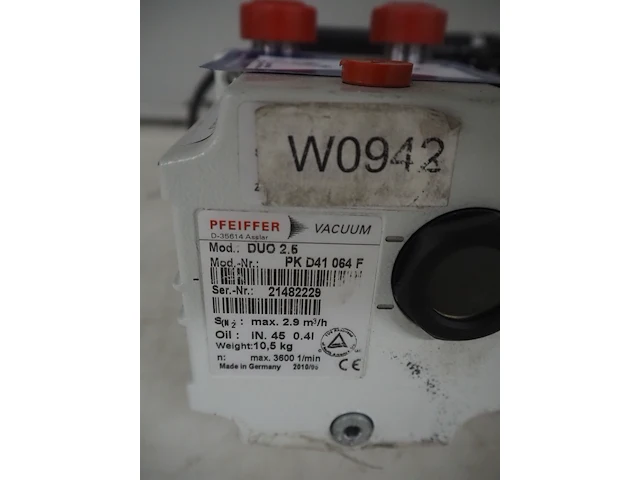 W0942
PFEIFFER VACUUM
D-35614 Asslar
Mod.: DUO 2.5
Mod.-Nr.: PK D41 064 F
Ser.-Nr.: 21482229
S(N2) : max. 2.9 m³/h
Oil : IN. 45 0.4l
Weight: 10,5 kg
n: max. 3600 1/min
Made in Germany
CE